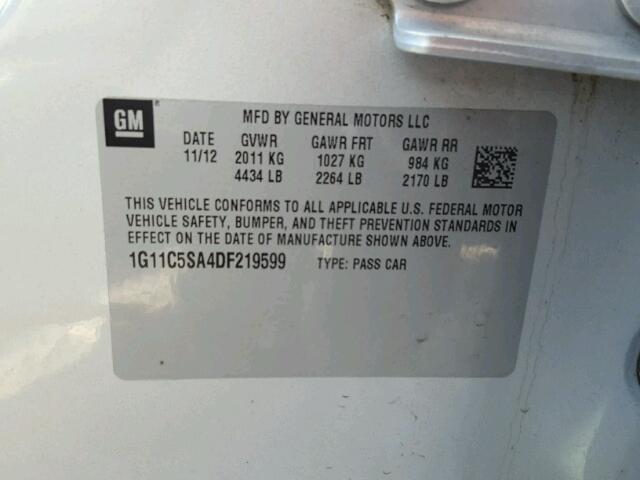 GM
MFD BY GENERAL MOTORS LLC
DATE GVWR GAWR FRT GAWR RR
11/12 2011 KG 1027 KG 984 KG
4434 LB 2264 LB 2170 LB
THIS VEHICLE CONFORMS TO ALL APPLICABLE U.S. FEDERAL MOTOR
VEHICLE SAFETY, BUMPER, AND THEFT PREVENTION STANDARDS IN
EFFECT ON THE DATE OF MANUFACTURE SHOWN ABOVE.
1G11C5SA4DF219599 TYPE: PASS CAR